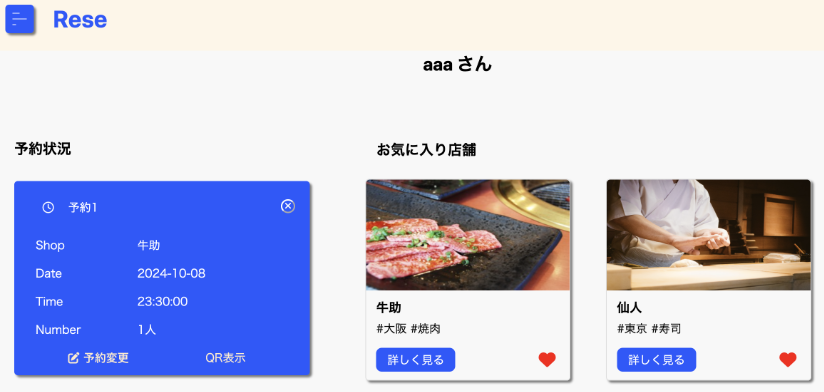 Rese
aaa さん
予約状況
予約1
Shop 牛助
Date 2024-10-08
Time 23:30:00
Number 1人
予約変更 QR表示
お気に入り店舗
牛助
#大阪 #焼肉
詳しく見る
仙人
#東京 #寿司
詳しく見る